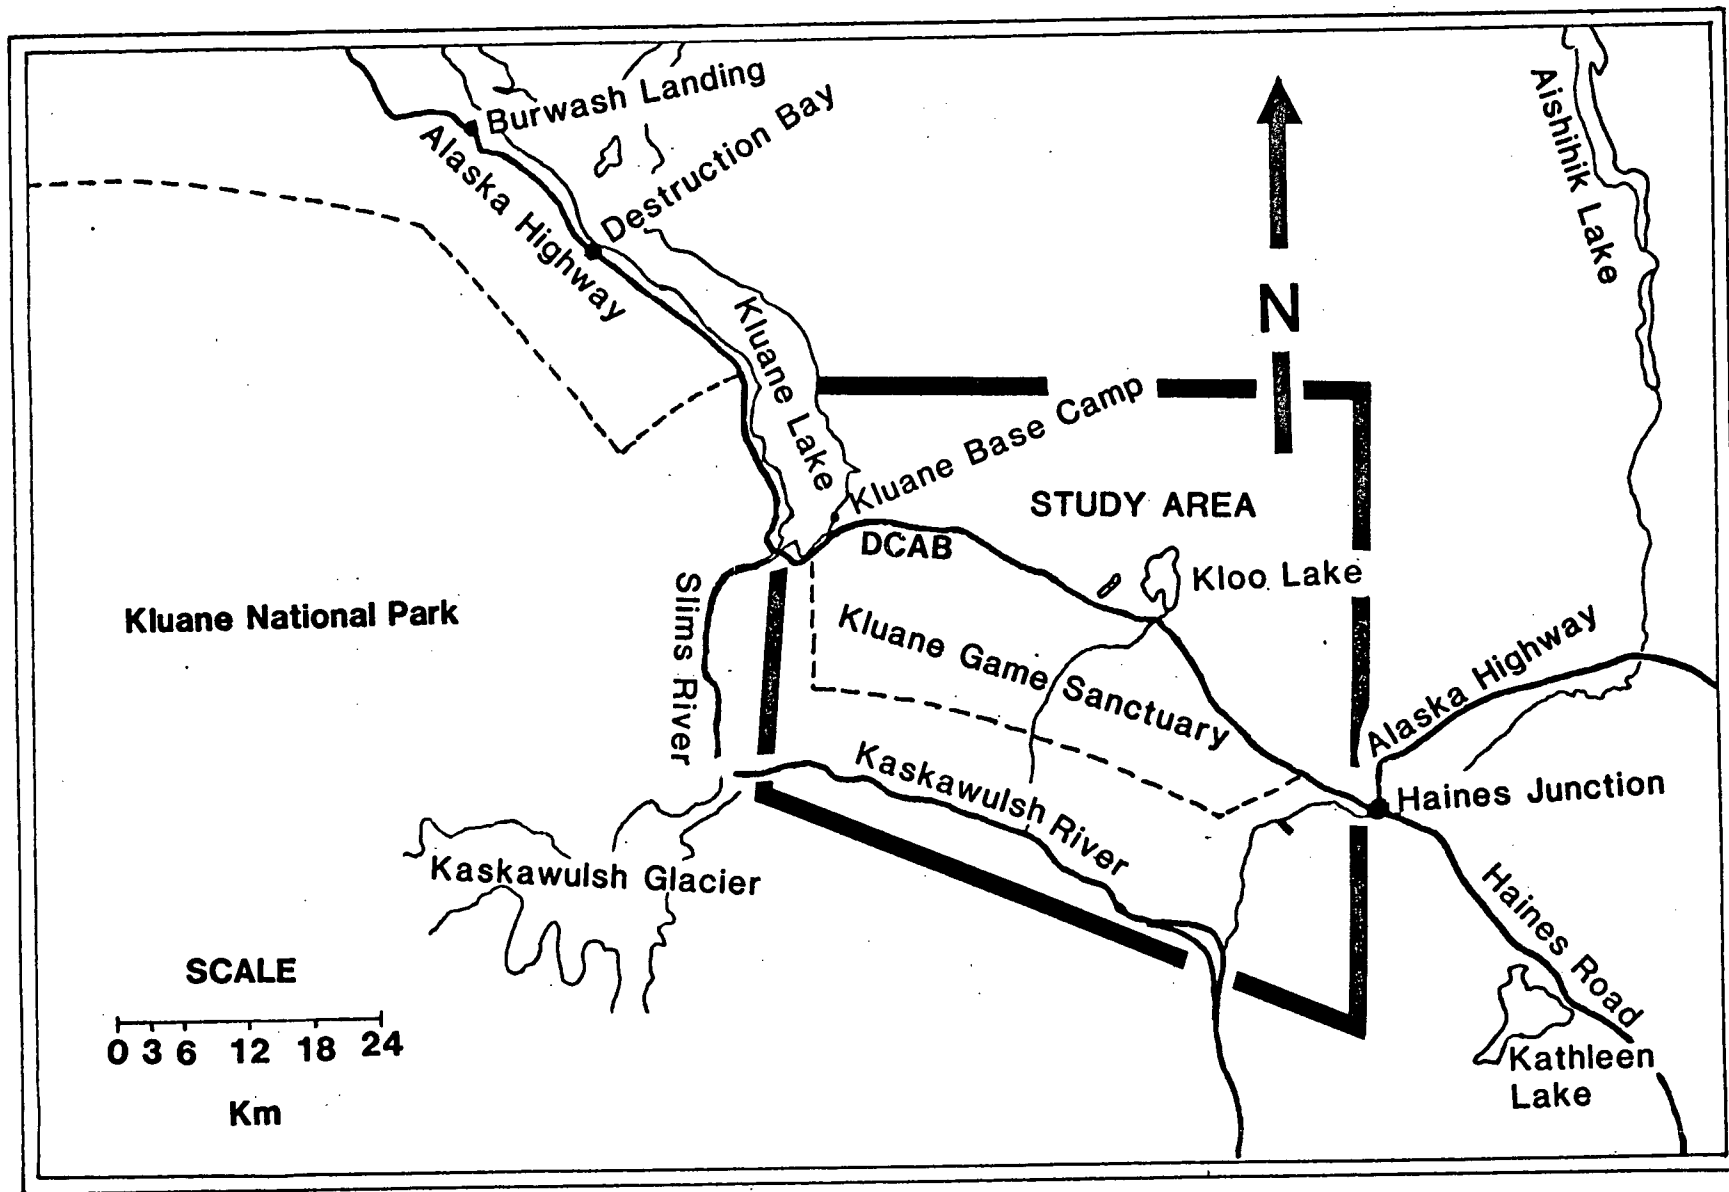 Burwash Landing
Destruction Bay
Alaska Highway
Aishihik Lake
N
Kluane Lake
Kluane Base Camp
STUDY AREA
DCAB
Kloo Lake
Kluane National Park
Slims River
Kluane Game Sanctuary
Alaska Highway
Kaskawulsh River
Haines Junction
Kaskawulsh Glacier
Haines Road
SCALE
0 3 6 12 18 24
Km
Kathleen
Lake